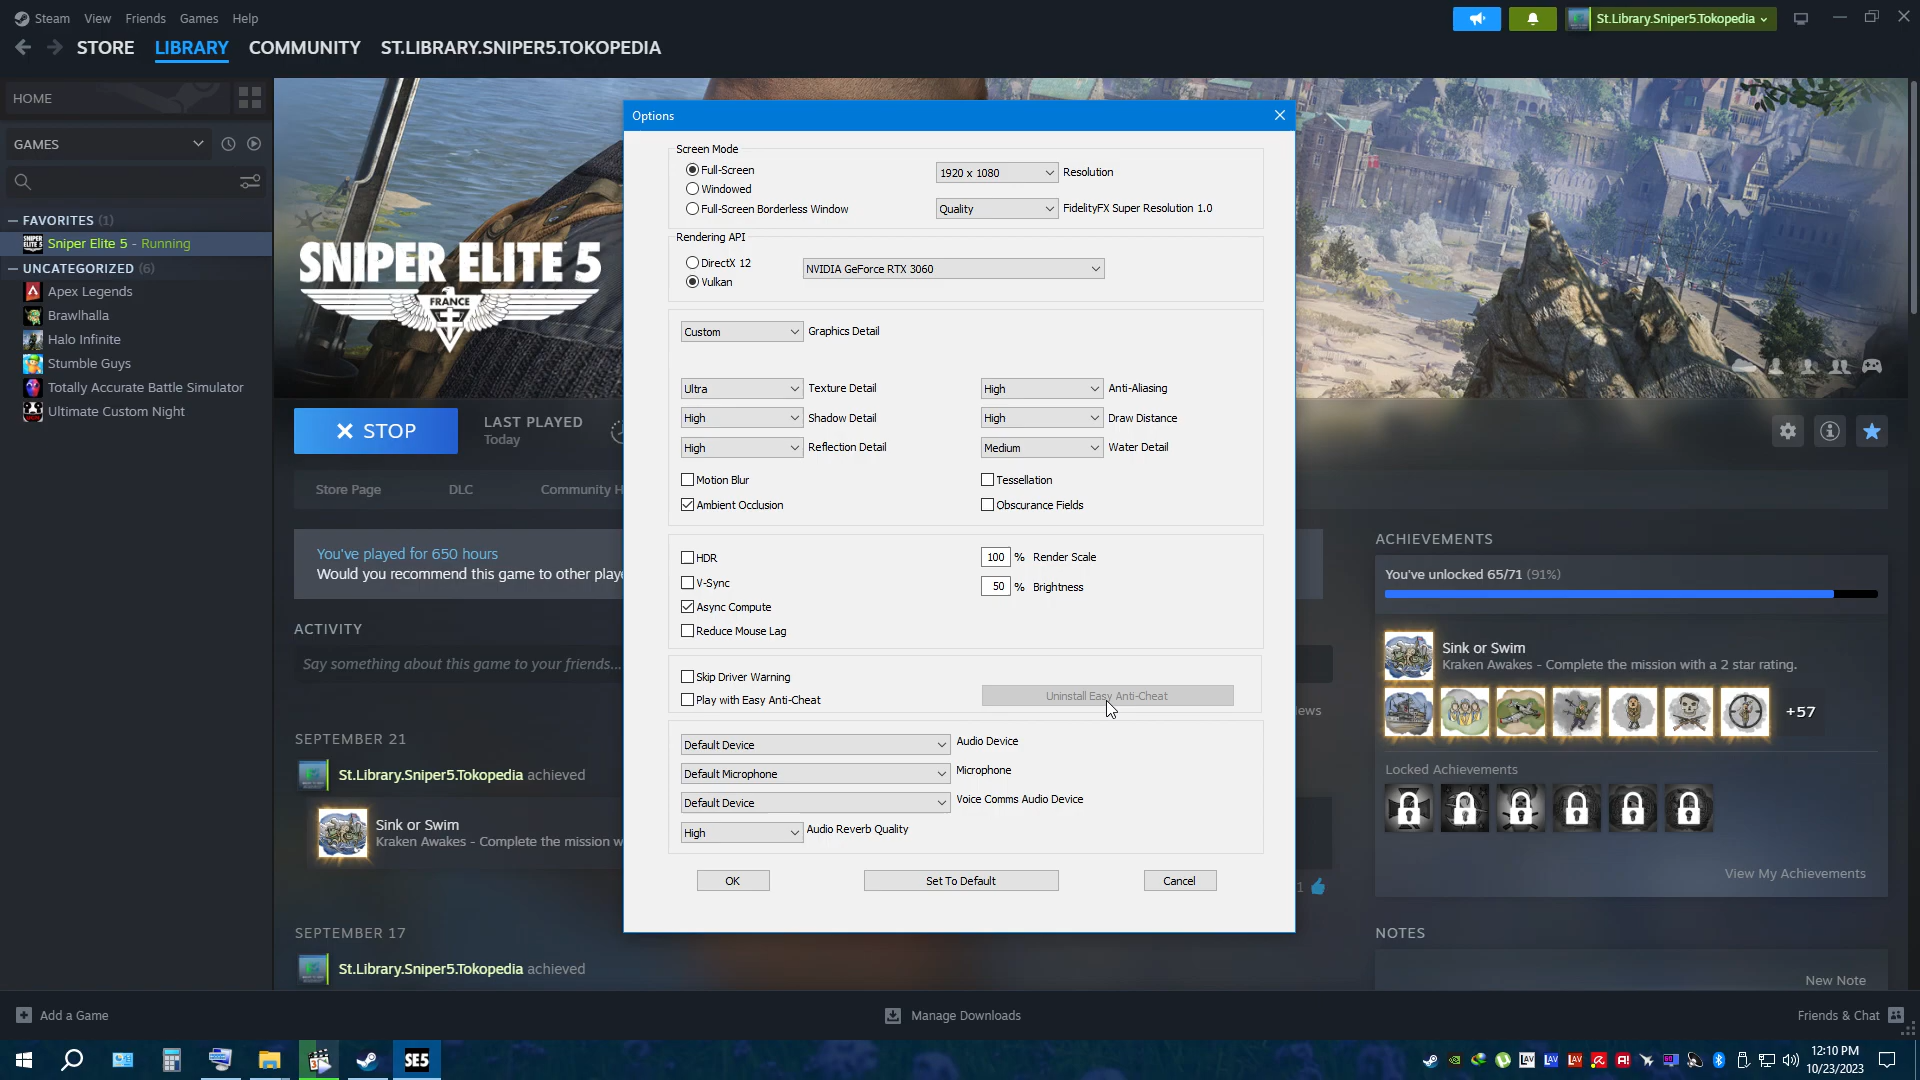 Steam View Friends Games Help
St.Library.Sniper5.Tokopedia
STORE LIBRARY COMMUNITY ST.LIBRARY.SNIPER5.TOKOPEDIA
HOME
GAMES
FAVORITES (1)
Sniper Elite 5 - Running
UNCATEGORIZED (6)
Apex Legends
Brawlhalla
Halo Infinite
Stumble Guys
Totally Accurate Battle Simulator
Ultimate Custom Night
SNIPER ELITE 5
FRANCE
STOP
LAST PLAYED
Today
Store Page DLC Community H
You've played for 650 hours
Would you recommend this game to other playe
ACTIVITY
Say something about this game to your friends...
SEPTEMBER 21
St.Library.Sniper5.Tokopedia achieved
Sink or Swim
Kraken Awakes - Complete the mission w
SEPTEMBER 17
St.Library.Sniper5.Tokopedia achieved
Options
Screen Mode
Full-Screen
Windowed
Full-Screen Borderless Window
1920 x 1080 Resolution
Quality FidelityFX Super Resolution 1.0
Rendering API
DirectX 12
Vulkan
NVIDIA GeForce RTX 3060
Custom Graphics Detail
Ultra Texture Detail
High Anti-Aliasing
High Shadow Detail
High Draw Distance
High Reflection Detail
Medium Water Detail
Motion Blur
Tessellation
Ambient Occlusion
Obscurance Fields
HDR
100 % Render Scale
V-Sync
50 % Brightness
Async Compute
Reduce Mouse Lag
Skip Driver Warning
Play with Easy Anti-Cheat
Uninstall Easy Anti-Cheat
Default Device Audio Device
Default Microphone Microphone
Default Device Voice Comms Audio Device
High Audio Reverb Quality
OK Set To Default Cancel
iews
1
ACHIEVEMENTS
You've unlocked 65/71 (91%)
Sink or Swim
Kraken Awakes - Complete the mission with a 2 star rating.
+57
Locked Achievements
View My Achievements
NOTES
New Note
Add a Game
Manage Downloads
Friends & Chat
SE5
12:10 PM
10/23/2023